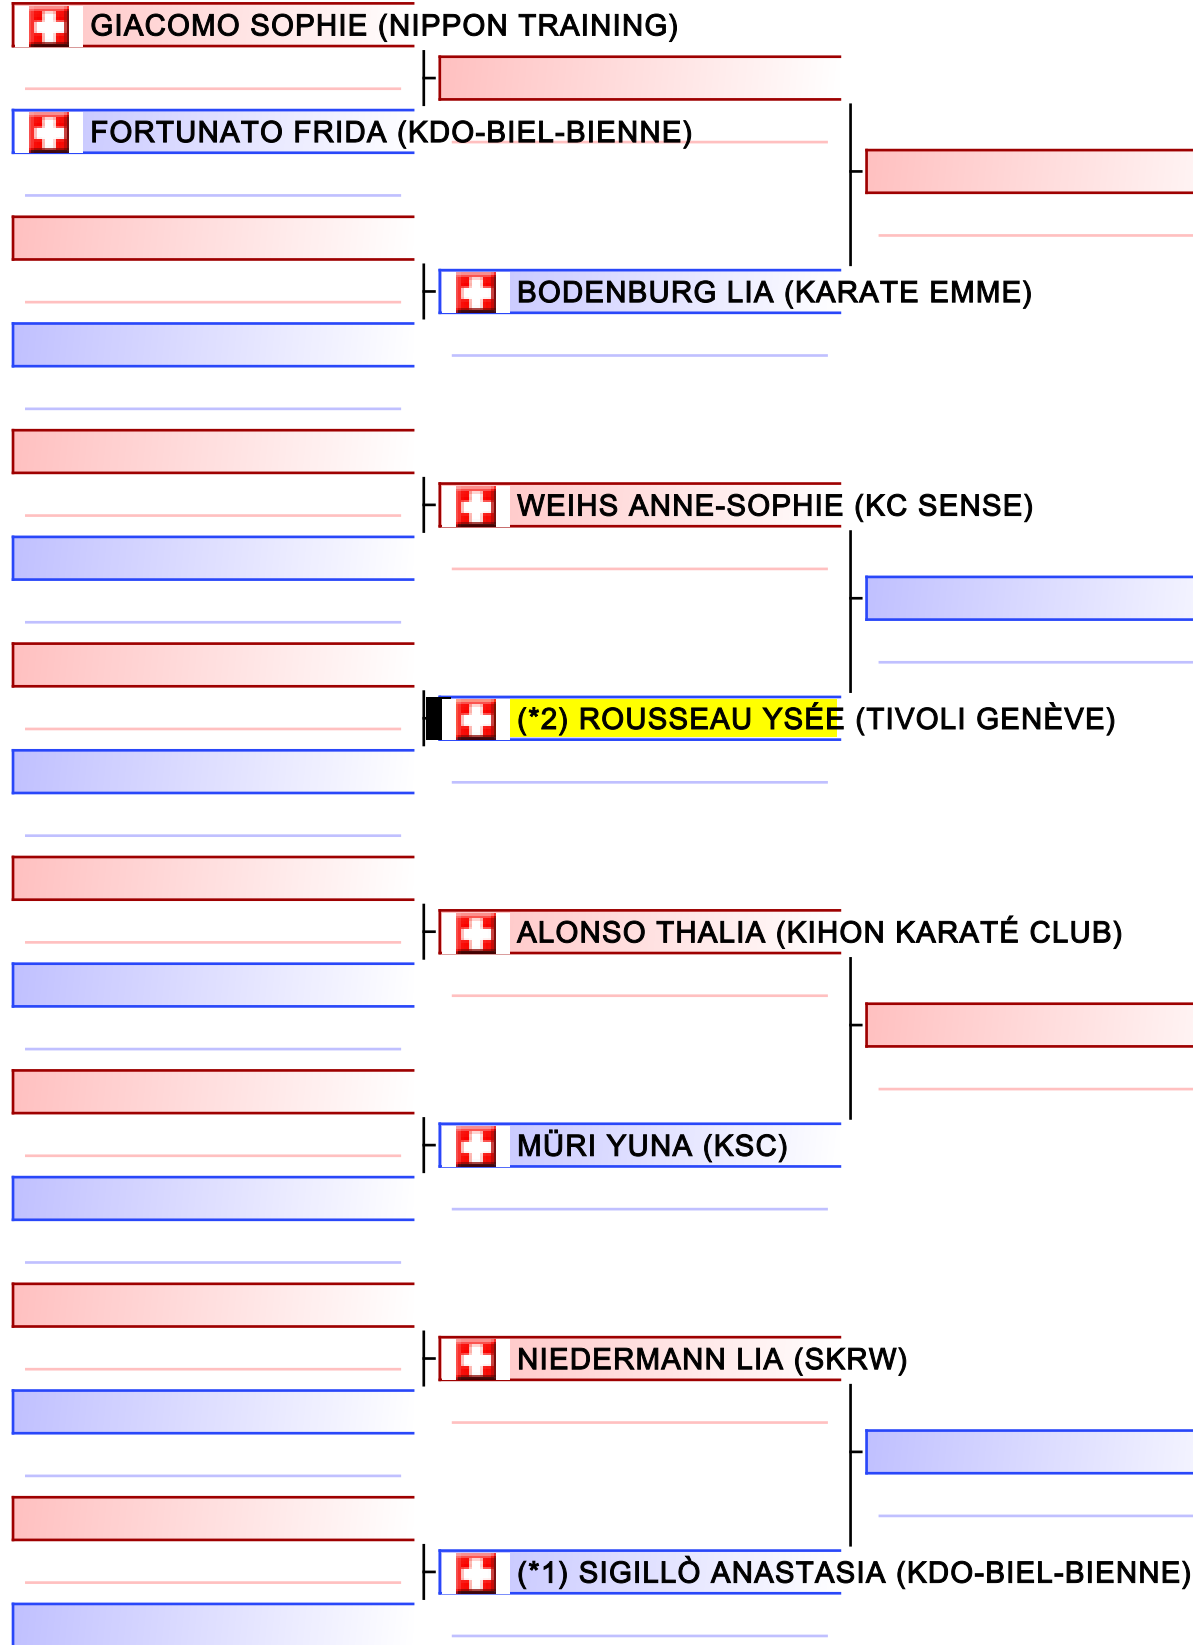 GIACOMO SOPHIE (NIPPON TRAINING)
FORTUNATO FRIDA (KDO-BIEL-BIENNE)
BODENBURG LIA (KARATE EMME)
WEIHS ANNE-SOPHIE (KC SENSE)
(*2) ROUSSEAU YSÉE (TIVOLI GENÈVE)
ALONSO THALIA (KIHON KARATÉ CLUB)
MÜRI YUNA (KSC)
NIEDERMANN LIA (SKRW)
(*1) SIGILLÒ ANASTASIA (KDO-BIEL-BIENNE)